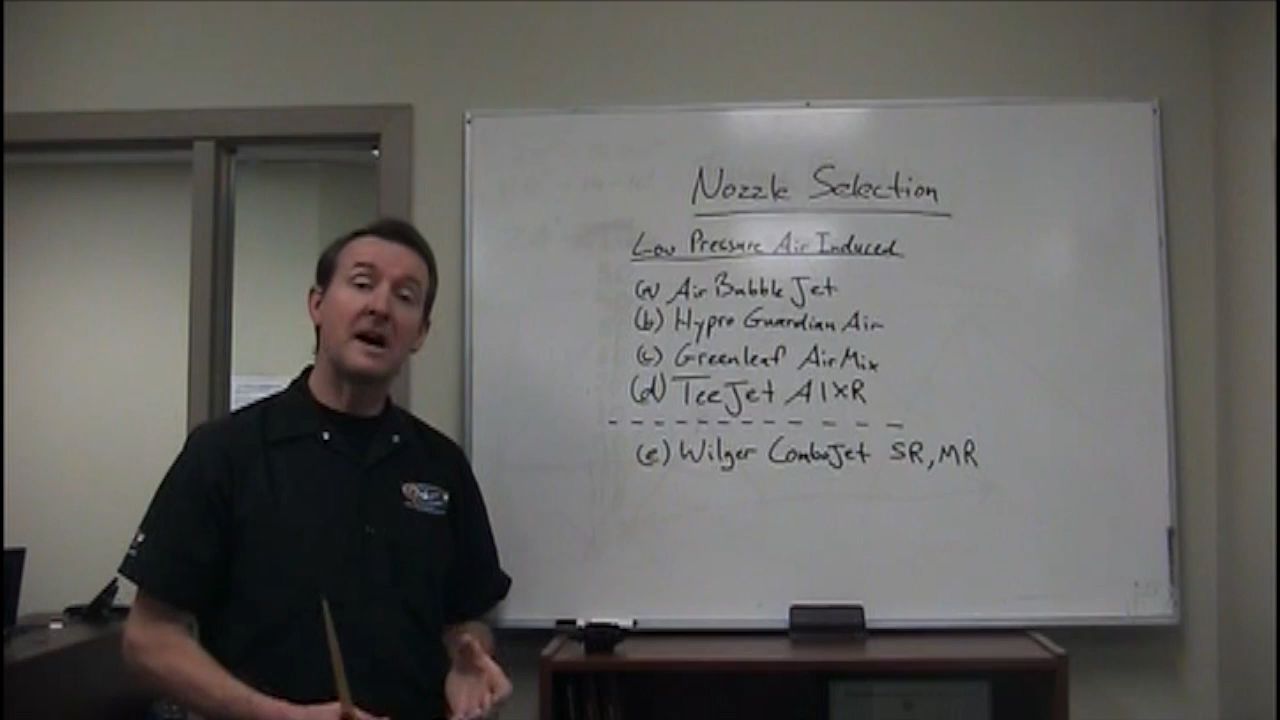 Nozzle Selection
Low Pressure Air Induced
(a) Air Bubble Jet
(b) Hypro Guardian Air
(c) Greenleaf AirMix
(d) TeeJet AIXR
(e) Wilger ComboJet SR, MR